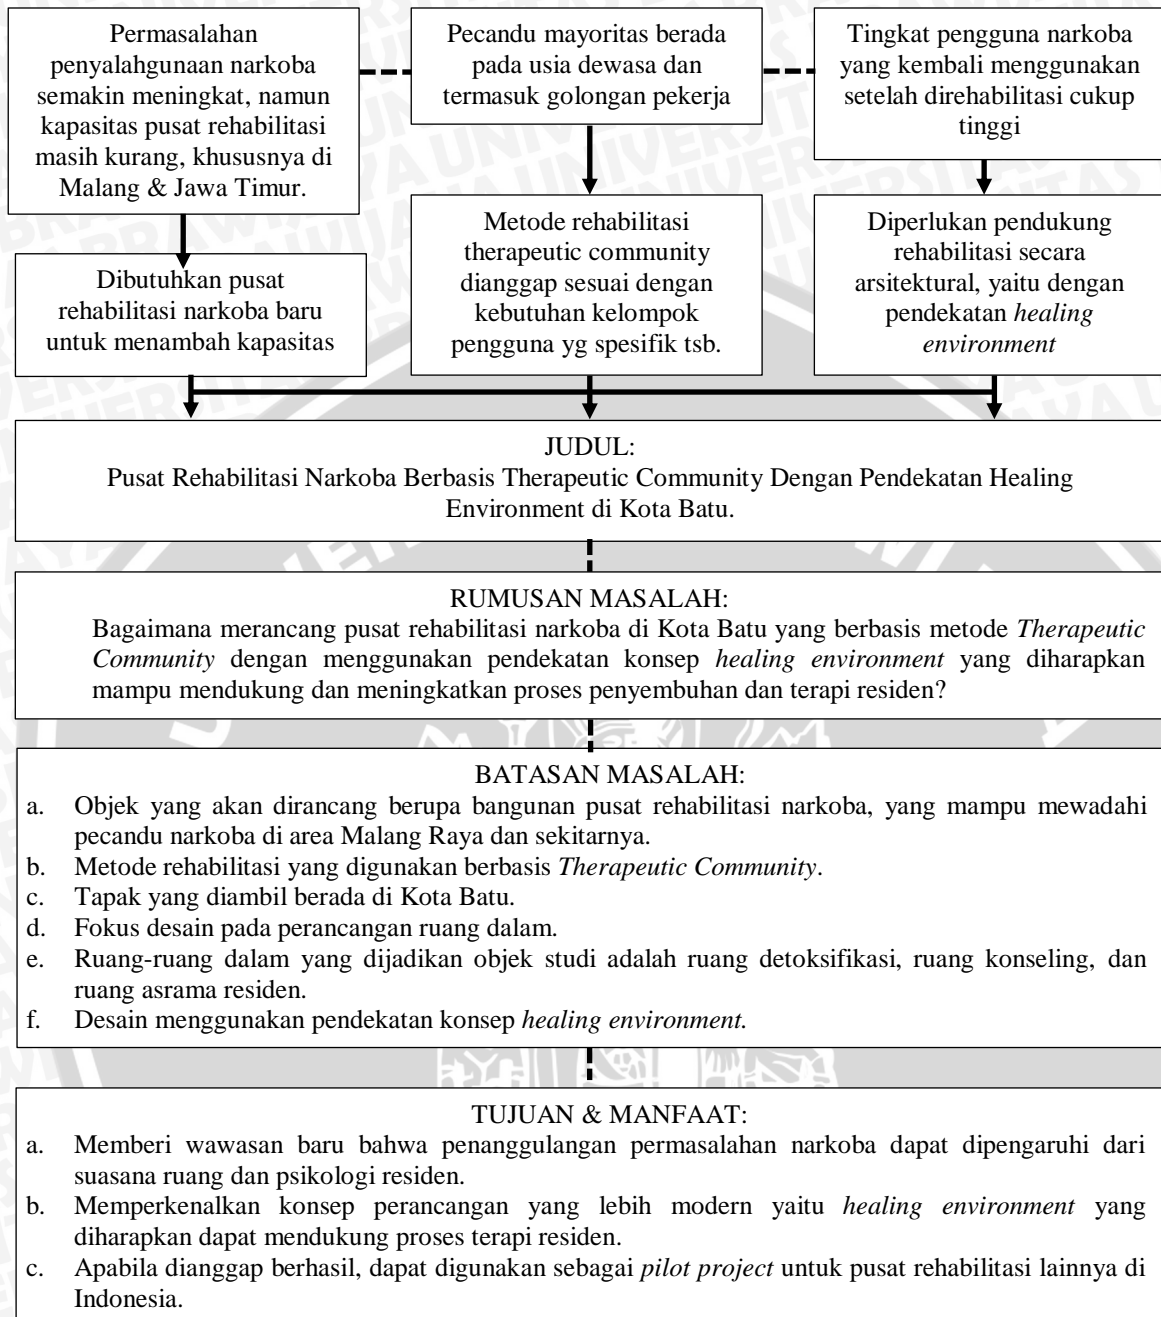 Permasalahan
penyalahgunaan narkoba
semakin meningkat, namun
kapasitas pusat rehabilitasi
masih kurang, khususnya di
Malang & Jawa Timur.
Pecandu mayoritas berada
pada usia dewasa dan
termasuk golongan pekerja
Tingkat pengguna narkoba
yang kembali menggunakan
setelah direhabilitasi cukup
tinggi
Dibutuhkan pusat
rehabilitasi narkoba baru
untuk menambah kapasitas
Metode rehabilitasi
therapeutic community
dianggap sesuai dengan
kebutuhan kelompok
pengguna yg spesifik tsb.
Diperlukan pendukung
rehabilitasi secara
arsitektural, yaitu dengan
pendekatan healing
environment
JUDUL:
Pusat Rehabilitasi Narkoba Berbasis Therapeutic Community Dengan Pendekatan Healing
Environment di Kota Batu.
RUMUSAN MASALAH:
Bagaimana merancang pusat rehabilitasi narkoba di Kota Batu yang berbasis metode Therapeutic
Community dengan menggunakan pendekatan konsep healing environment yang diharapkan
mampu mendukung dan meningkatkan proses penyembuhan dan terapi residen?
BATASAN MASALAH:
a. Objek yang akan dirancang berupa bangunan pusat rehabilitasi narkoba, yang mampu mewadahi
pecandu narkoba di area Malang Raya dan sekitarnya.
b. Metode rehabilitasi yang digunakan berbasis Therapeutic Community.
c. Tapak yang diambil berada di Kota Batu.
d. Fokus desain pada perancangan ruang dalam.
e. Ruang-ruang dalam yang dijadikan objek studi adalah ruang detoksifikasi, ruang konseling, dan
ruang asrama residen.
f. Desain menggunakan pendekatan konsep healing environment.
TUJUAN & MANFAAT:
a. Memberi wawasan baru bahwa penanggulangan permasalahan narkoba dapat dipengaruhi dari
suasana ruang dan psikologi residen.
b. Memperkenalkan konsep perancangan yang lebih modern yaitu healing environment yang
diharapkan dapat mendukung proses terapi residen.
c. Apabila dianggap berhasil, dapat digunakan sebagai pilot project untuk pusat rehabilitasi lainnya di
Indonesia.